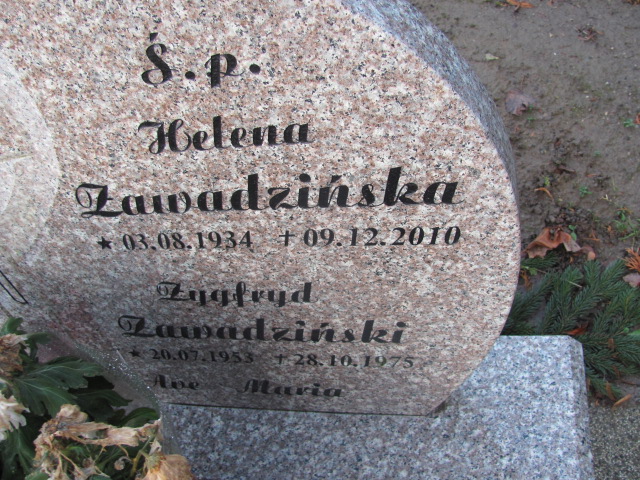 Ś.p.
Helena
Zawadzińska
★ 03.08.1934 + 09.12.2010
Zygfryd
Zawadziński
★ 20.07.1953 + 28.10.1975
Ave Maria